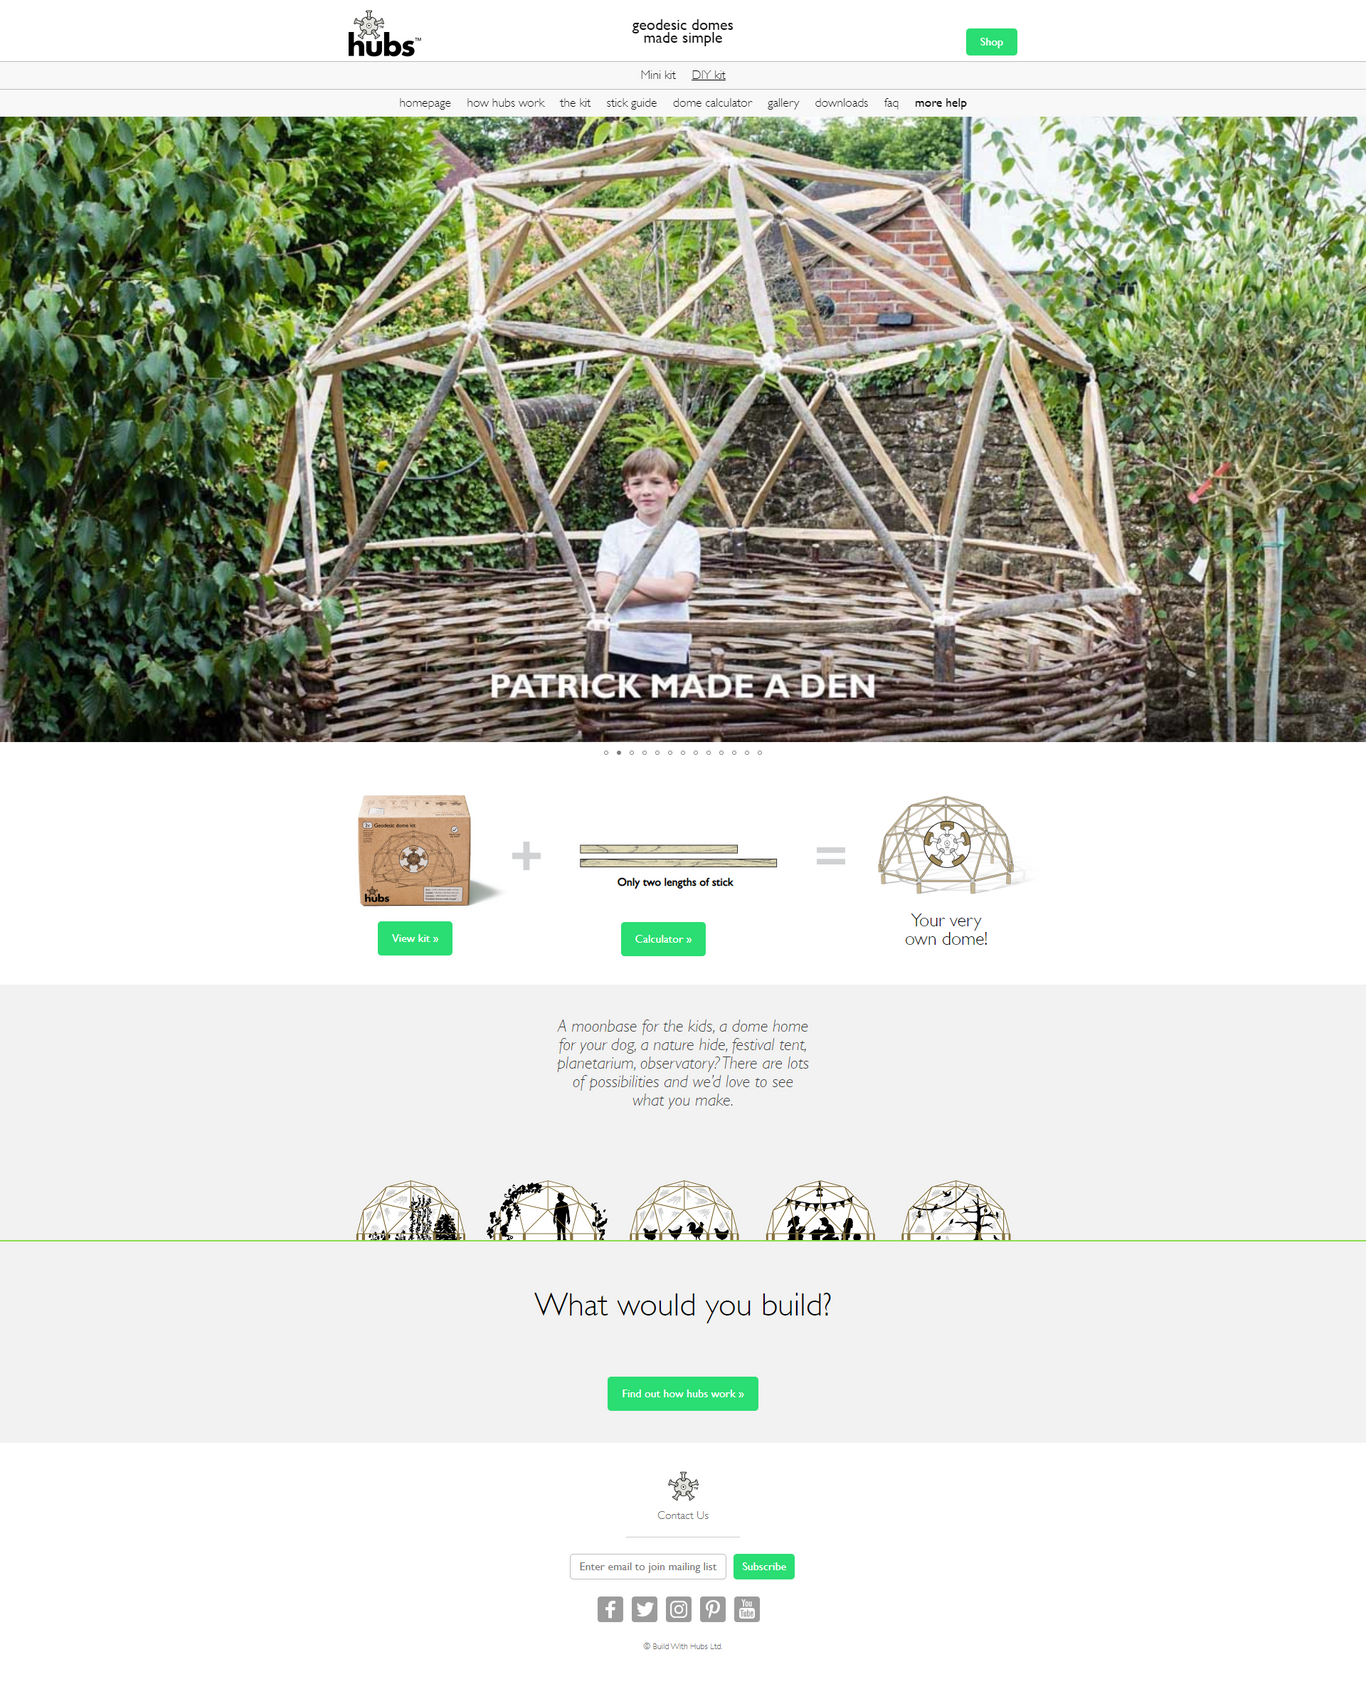 hubs™
geodesic domes
made simple
Shop
Mini kit DIY kit
homepage how hubs work the kit stick guide dome calculator gallery downloads faq more help
PATRICK MADE A DEN
Geodesic dome kit
hubs
+
Only two lengths of stick
=
View kit »
Calculator »
Your very
own dome!
A moonbase for the kids, a dome home
for your dog, a nature hide, festival tent,
planetarium, observatory? There are lots
of possibilities and we'd love to see
what you make.
What would you build?
Find out how hubs work »
Contact Us
Enter email to join mailing list Subscribe
You
Tube
© Build With Hubs Ltd.